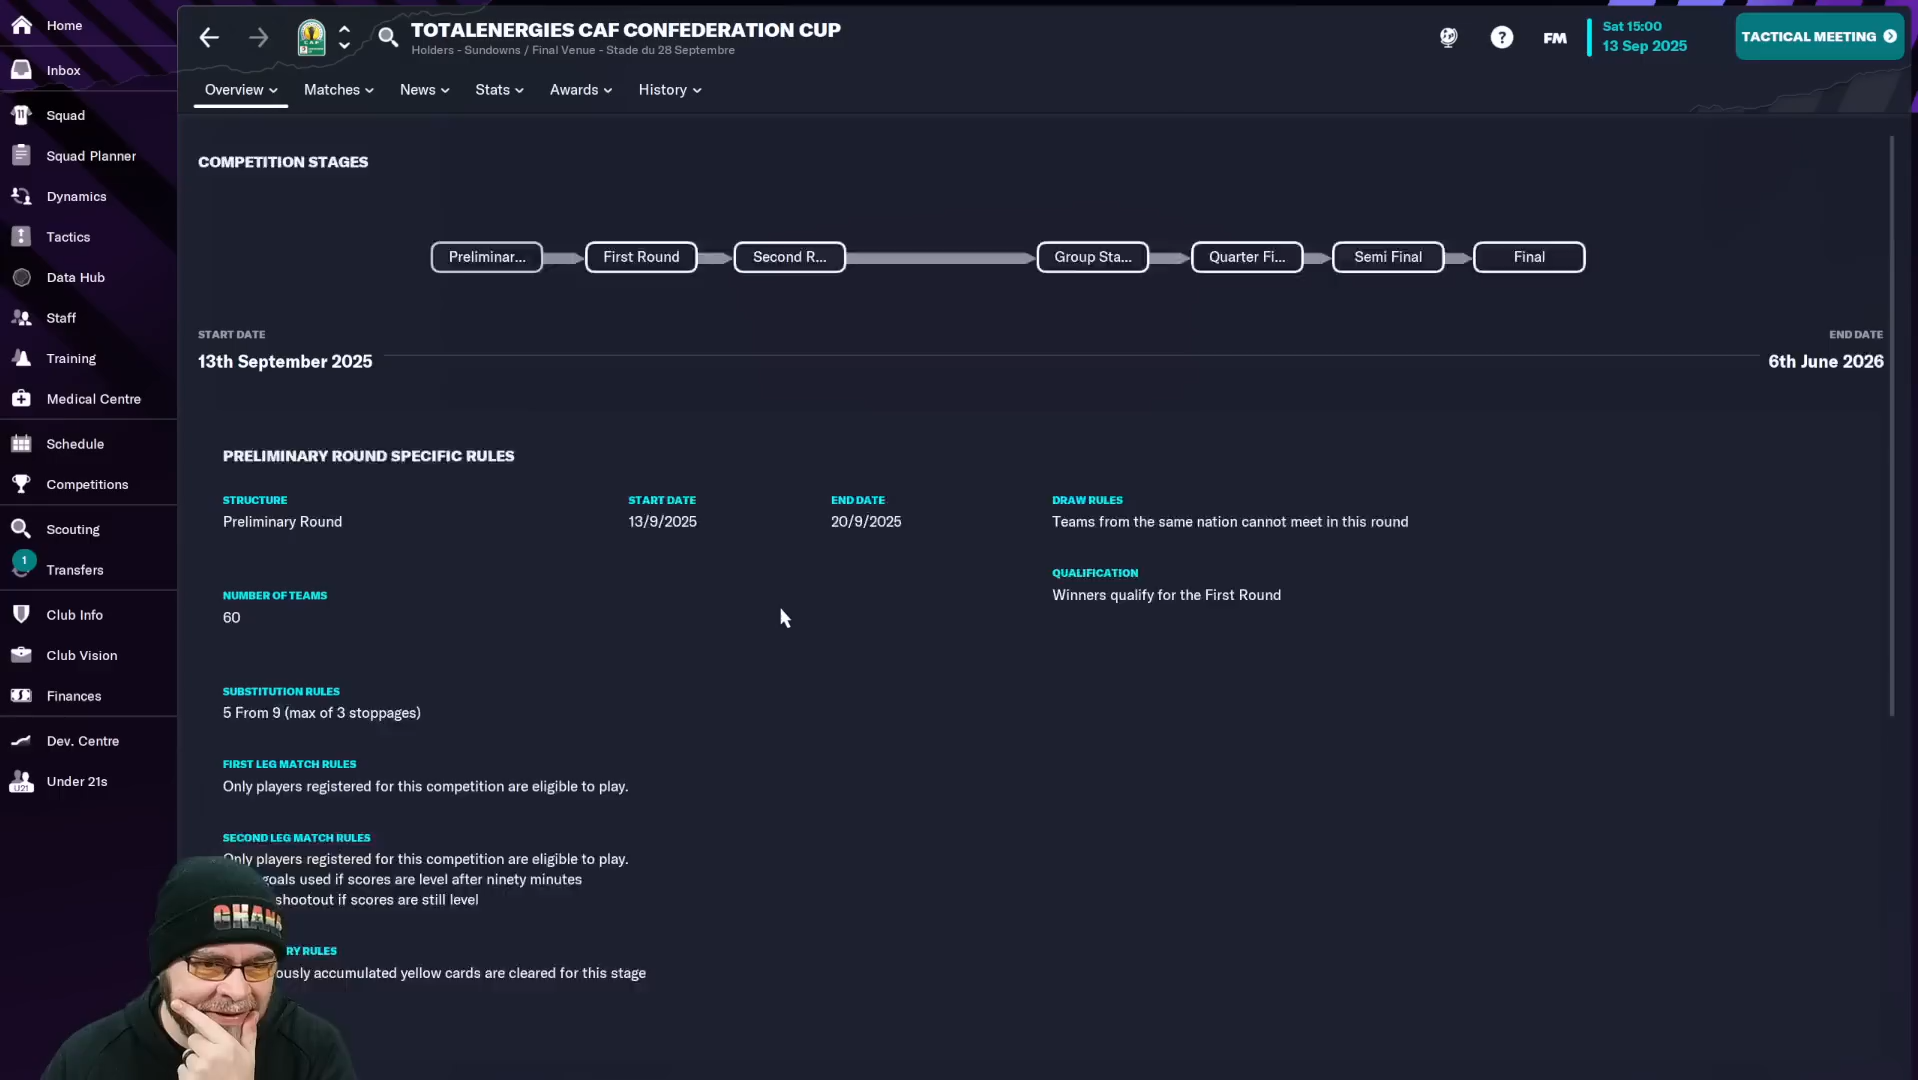 Home
Inbox
Squad
Squad Planner
Dynamics
Tactics
Data Hub
Staff
Training
Medical Centre
Schedule
Competitions
Scouting
1
Transfers
Club Info
Club Vision
Finances
Dev. Centre
U21
Under 21s
TOTALENERGIES CAF CONFEDERATION CUP
Holders - Sundowns / Final Venue - Stade du 28 Septembre
FM
Sat 15:00
13 Sep 2025
TACTICAL MEETING
Overview
Matches
News
Stats
Awards
History
COMPETITION STAGES
Preliminar...
First Round
Second R...
Group Sta...
Quarter Fi...
Semi Final
Final
START DATE
13th September 2025
END DATE
6th June 2026
PRELIMINARY ROUND SPECIFIC RULES
STRUCTURE
Preliminary Round
START DATE
13/9/2025
END DATE
20/9/2025
DRAW RULES
Teams from the same nation cannot meet in this round
QUALIFICATION
Winners qualify for the First Round
NUMBER OF TEAMS
60
SUBSTITUTION RULES
5 From 9 (max of 3 stoppages)
FIRST LEG MATCH RULES
Only players registered for this competition are eligible to play.
SECOND LEG MATCH RULES
Only players registered for this competition are eligible to play.
goals used if scores are level after ninety minutes
shootout if scores are still level
RY RULES
ously accumulated yellow cards are cleared for this stage
GHANA